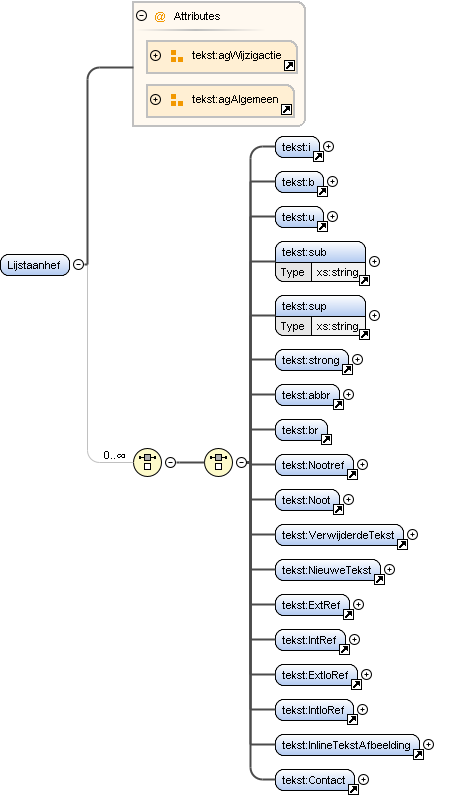 Attributes
tekst:agWijzigactie
tekst:agAlgemeen
Lijstaanhef
0..∞
tekst:i
tekst:b
tekst:u
tekst:sub
Type xs:string
tekst:sup
Type xs:string
tekst:strong
tekst:abbr
tekst:br
tekst:Nootref
tekst:Noot
tekst:VerwijderdeTekst
tekst:NieuweTekst
tekst:ExtRef
tekst:IntRef
tekst:ExtIoRef
tekst:IntIoRef
tekst:InlineTekstAfbeelding
tekst:Contact